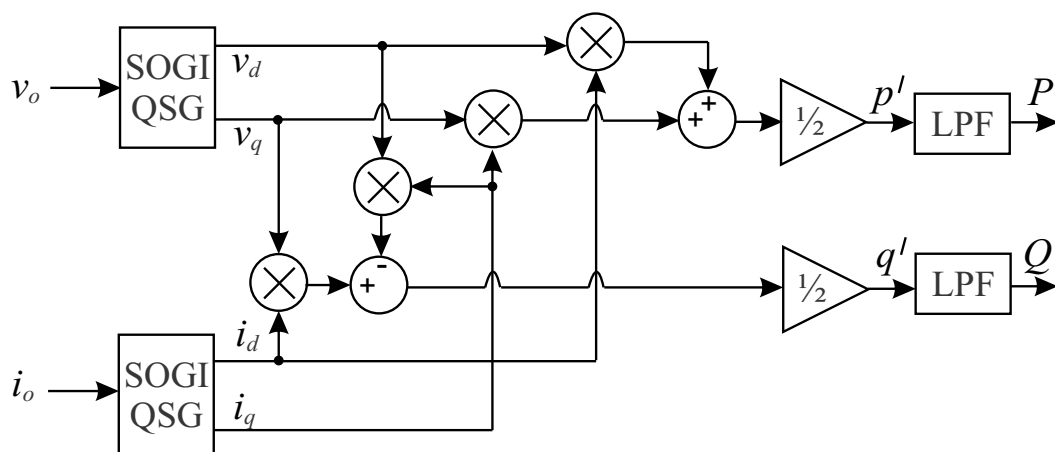 v_o
SOGI
QSG
v_d
v_q
+
+
½
p'
LPF
P
-
+
½
q'
LPF
Q
i_o
SOGI
QSG
i_d
i_q